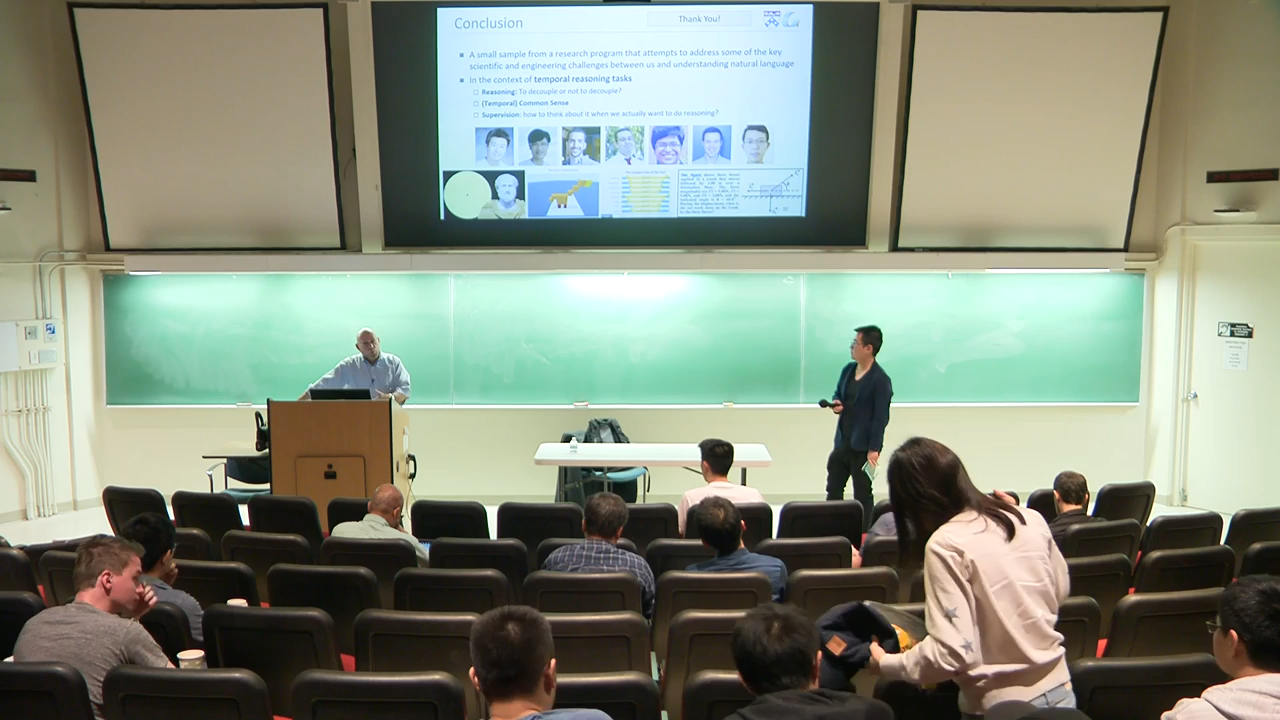 Conclusion
Thank You!
A small sample from a research program that attempts to address some of the key
scientific and engineering challenges between us and understanding natural language
In the context of temporal reasoning tasks
Reasoning: To decouple or not to decouple?
(Temporal) Common Sense
Supervision: how to think about it when we actually want to do reasoning?